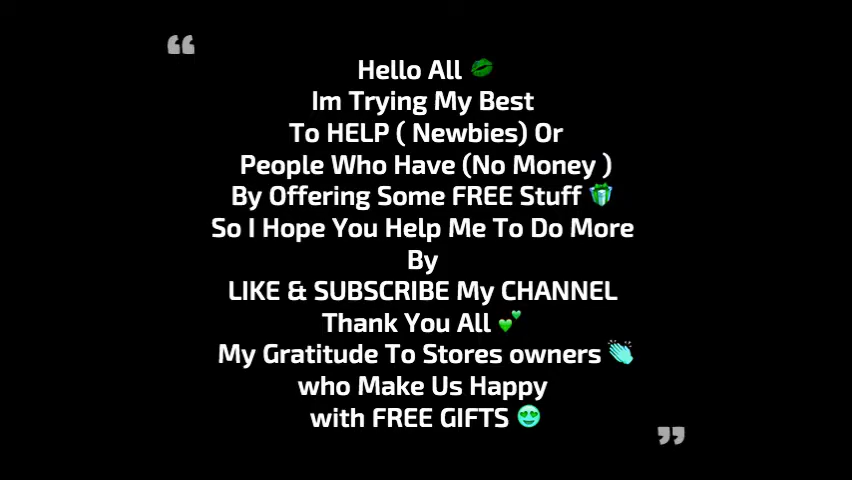 “
Hello All 💋
Im Trying My Best
To HELP ( Newbies) Or
People Who Have (No Money )
By Offering Some FREE Stuff 🎁
So I Hope You Help Me To Do More
By
LIKE & SUBSCRIBE My CHANNEL
Thank You All 💕
My Gratitude To Stores owners 👏
who Make Us Happy
with FREE GIFTS 😍
”